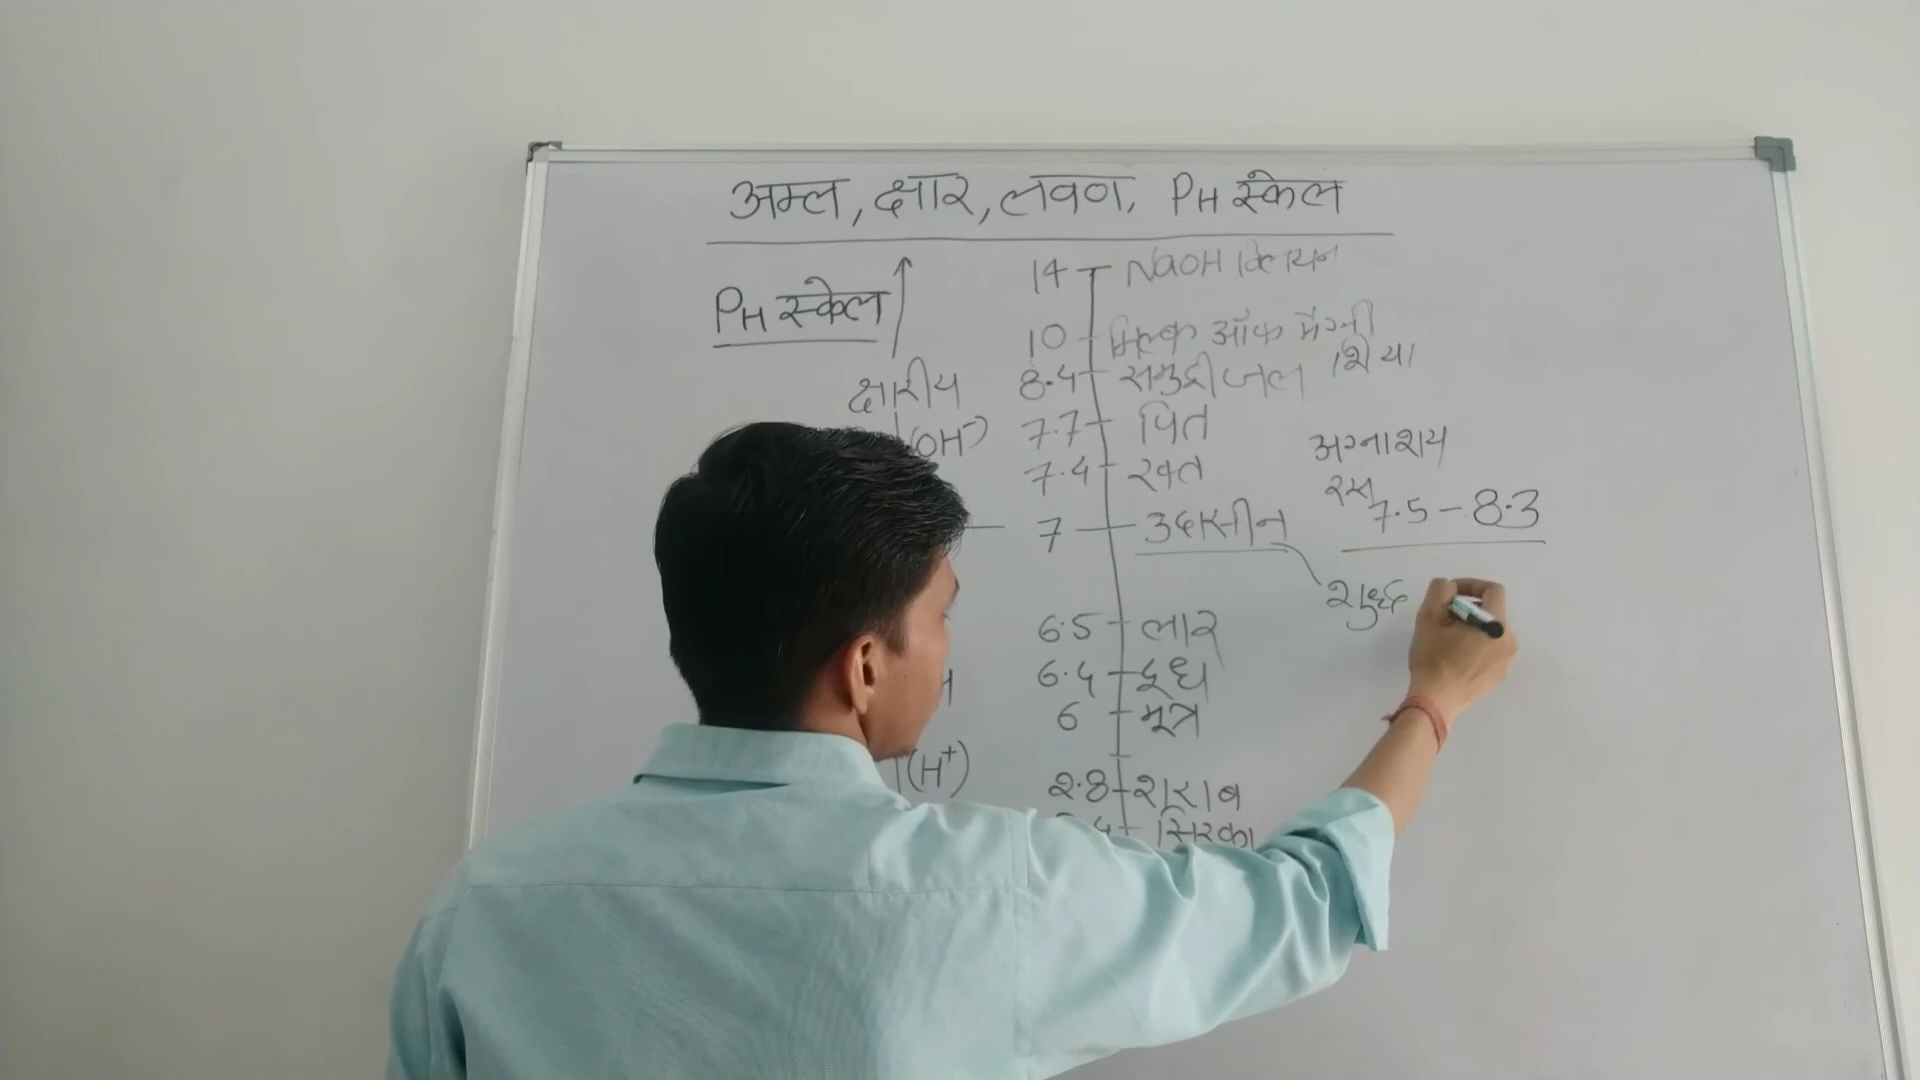 अम्ल, क्षार, लवण, PH स्केल
PH स्केल
क्षारीय
(OH⁻)
(H⁺)
14 NaOH विलयन
10 मिल्क ऑफ मैग्नी
शिया
8.4 समुद्री जल
7.7 पित
7.4 रक्त
7 उदासीन
6.5 लार
6.4 दूध
6 मूत्र
2.8 शराब
सिरका
अग्नाशय
रस
7.5 - 8.3
शुध्द